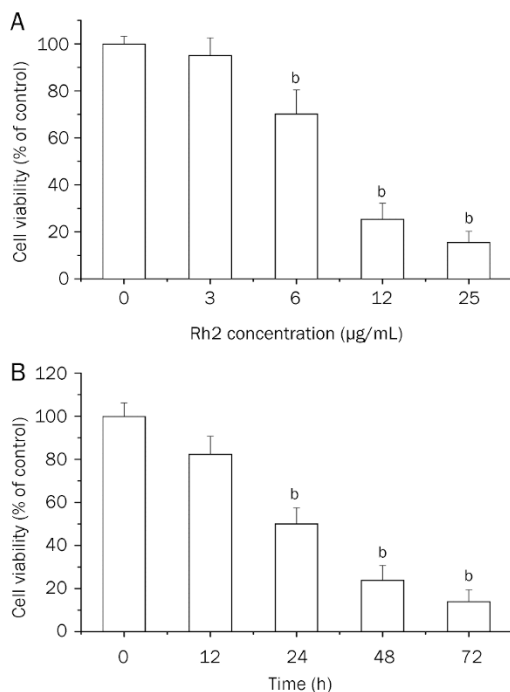 A
Cell viability (% of control)
100
80
60
40
20
0
b
b
b
0 3 6 12 25
Rh2 concentration (µg/mL)
B
Cell viability (% of control)
120
100
80
60
40
20
0
b
b
b
0 12 24 48 72
Time (h)